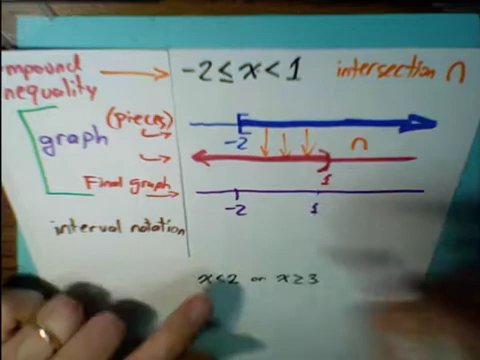 ompound
nequality
-2 ≤ x < 1
intersection ∩
(pieces)
graph
-2
∩
1
Final graph
-2
1
interval notation
x < 2 or x ≥ 3